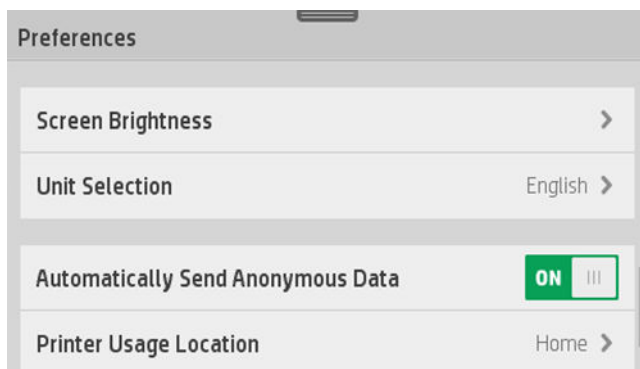 Preferences
Screen Brightness
Unit Selection English
Automatically Send Anonymous Data ON
Printer Usage Location Home